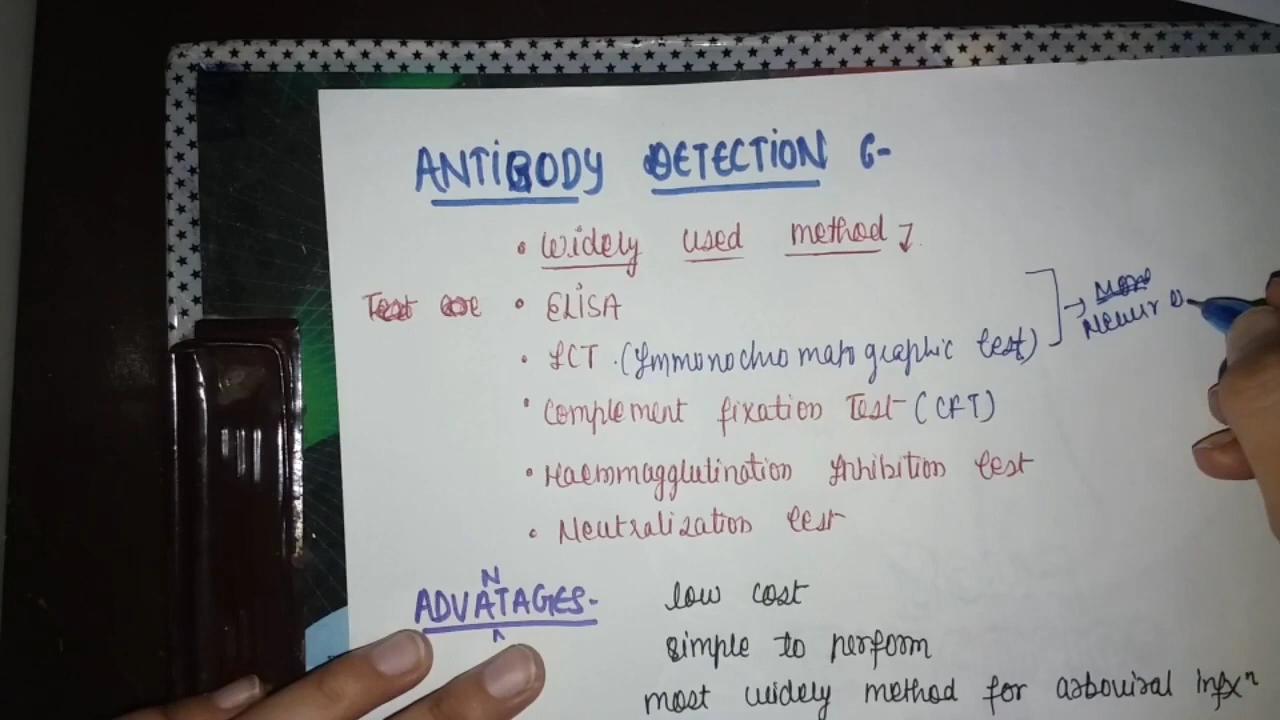 ANTIBODY DETECTION :-
• Widely used method ↓
• ELISA
• ICT. (Immunochromatographic test)
→
Newer
• Complement fixation Test (CFT)
• Haemmagglutination Inhibition test
• Neutralization test
ADVANTAGES- low cost
simple to perform
most widely method for arboviral infxⁿ